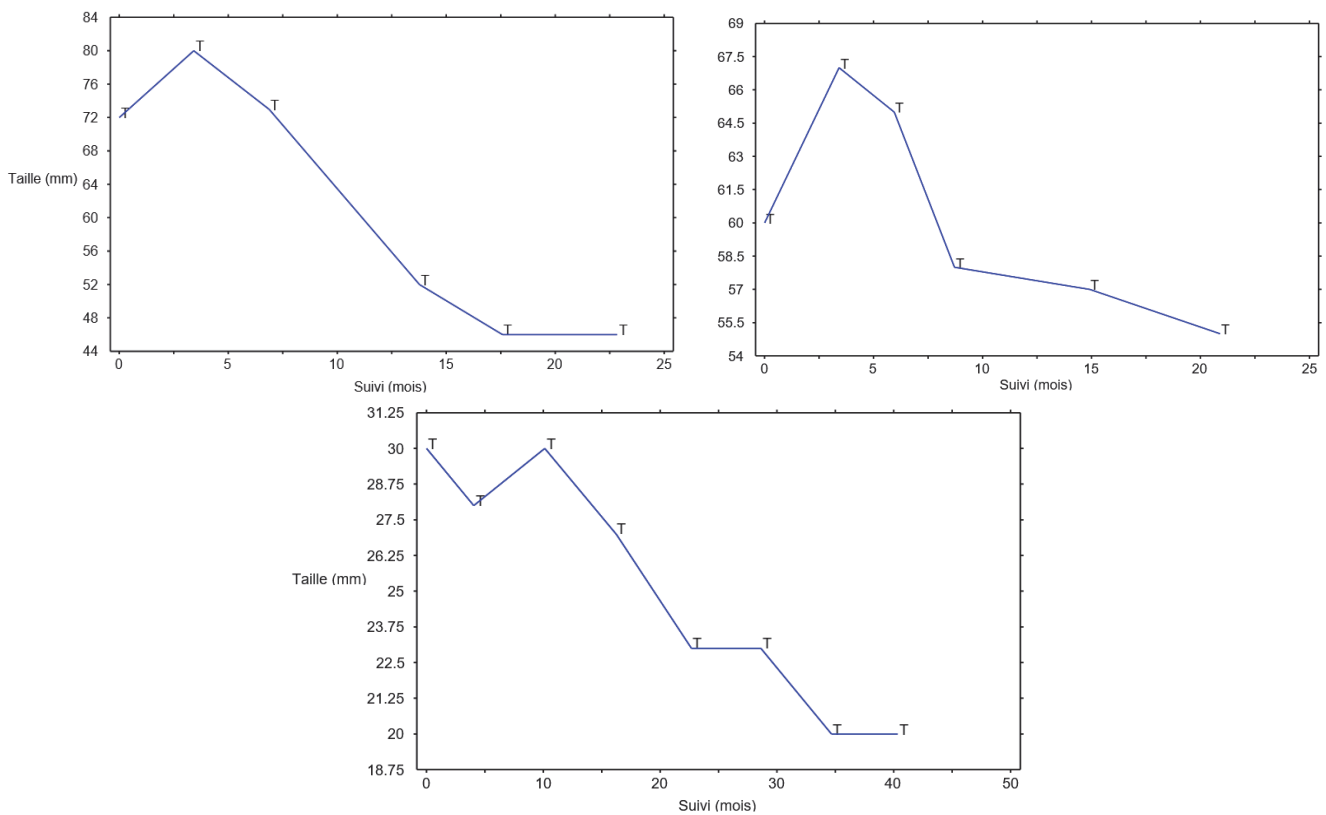 84
80
76
72
68
Taille (mm)
64
60
56
52
48
44
T
T
T
T
T
T
0 5 10 15 20 25
Suivi (mois)
69
67.5
66
64.5
63
61.5
60
58.5
57
55.5
54
T
T
T
T
T
T
0 5 10 15 20 25
Suivi (mois)
31.25
30
28.75
27.5
26.25
Taille (mm)
25
23.75
22.5
21.25
20
18.75
T
T
T
T
T
T
T
T
0 10 20 30 40 50
Suivi (mois)